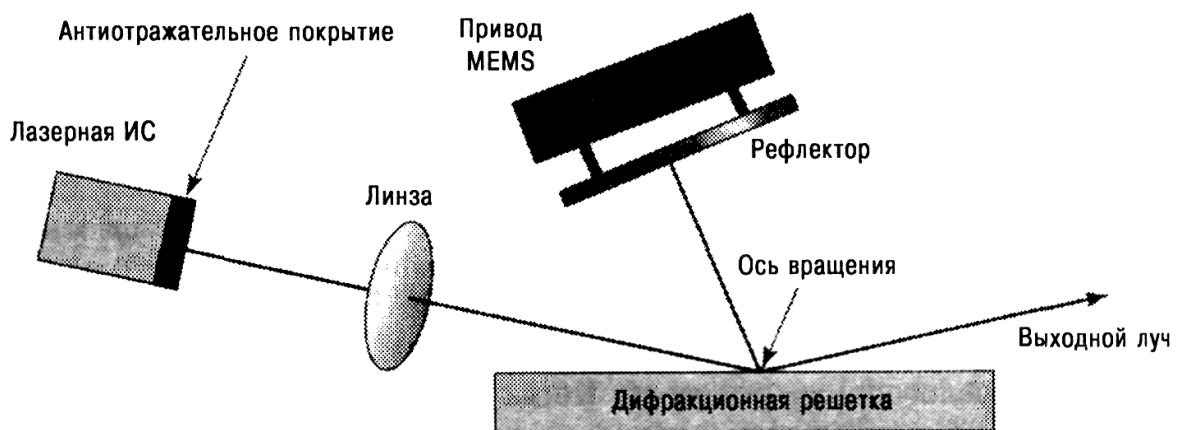 Антиотражательное покрытие
Привод
MEMS
Лазерная ИС
Рефлектор
Линза
Ось вращения
Выходной луч
Дифракционная решетка